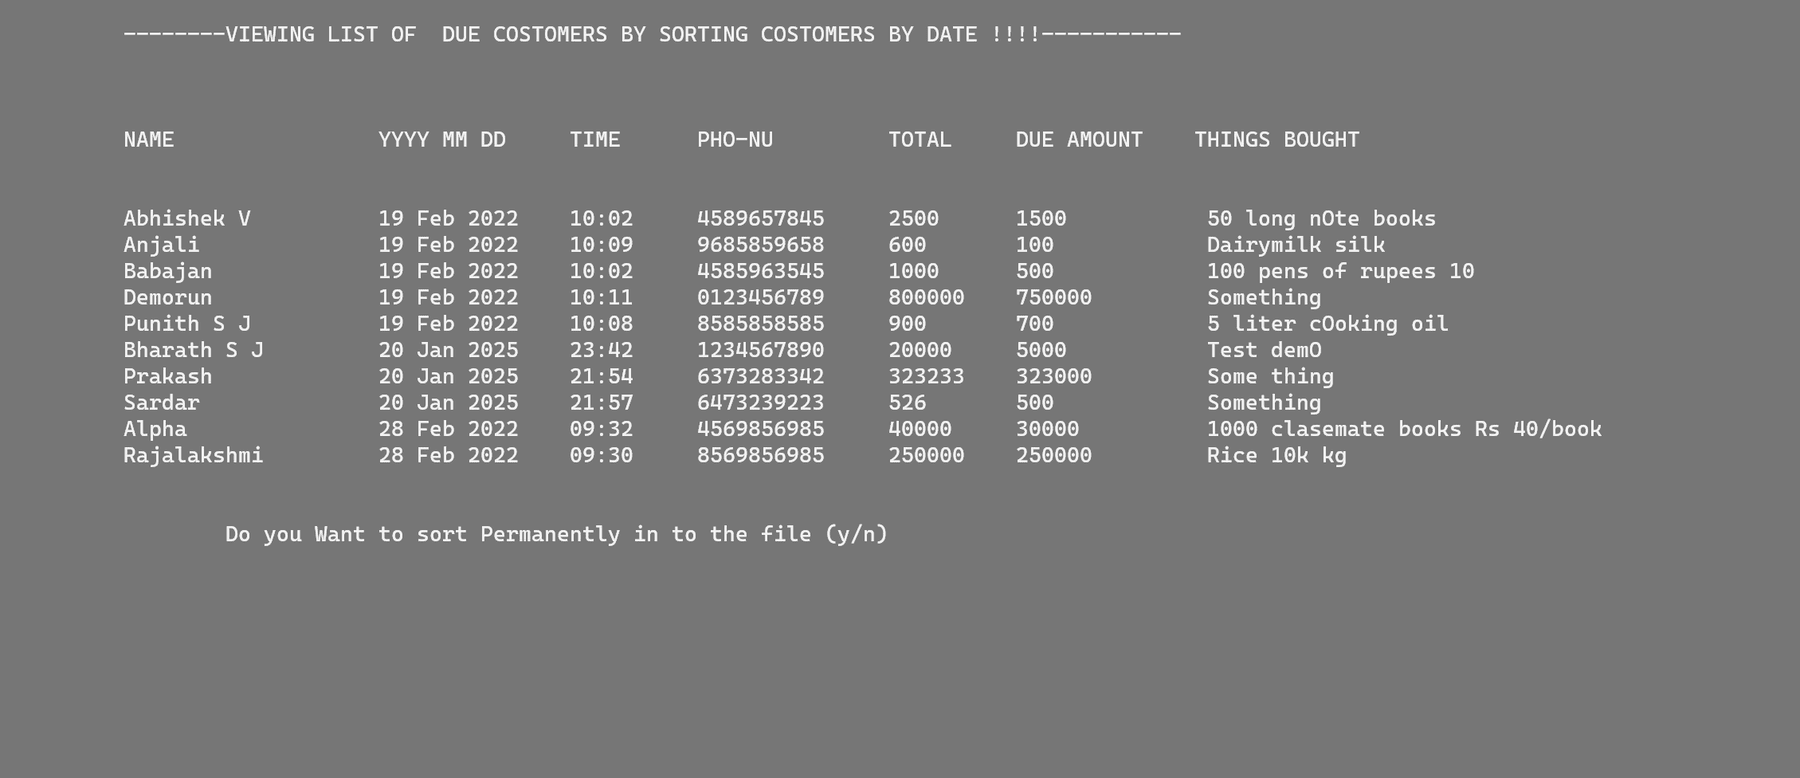 --------VIEWING LIST OF  DUE COSTOMERS BY SORTING COSTOMERS BY DATE !!!!-----------
NAME                YYYY MM DD     TIME      PHO-NU         TOTAL     DUE AMOUNT    THINGS BOUGHT
Abhishek V          19 Feb 2022    10:02     4589657845     2500      1500           50 long nOte books
Anjali              19 Feb 2022    10:09     9685859658     600       100            Dairymilk silk
Babajan             19 Feb 2022    10:02     4585963545     1000      500            100 pens of rupees 10
Demorun             19 Feb 2022    10:11     0123456789     800000    750000         Something
Punith S J          19 Feb 2022    10:08     8585858585     900       700            5 liter cOoking oil
Bharath S J         20 Jan 2025    23:42     1234567890     20000     5000           Test demO
Prakash             20 Jan 2025    21:54     6373283342     323233    323000         Some thing
Sardar              20 Jan 2025    21:57     6473239223     526       500            Something
Alpha               28 Feb 2022    09:32     4569856985     40000     30000          1000 clasemate books Rs 40/book
Rajalakshmi         28 Feb 2022    09:30     8569856985     250000    250000         Rice 10k kg
Do you Want to sort Permanently in to the file (y/n)